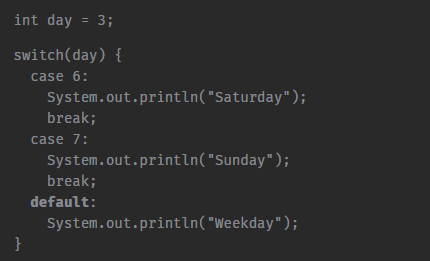 int day = 3;
switch(day) {
  case 6:
    System.out.println("Saturday");
    break;
  case 7:
    System.out.println("Sunday");
    break;
  default:
    System.out.println("Weekday");
}